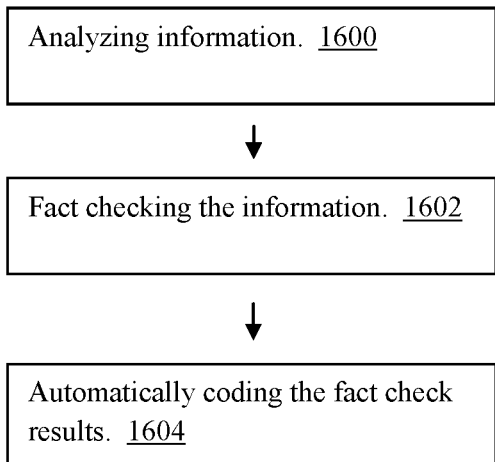 Analyzing information. 1600
Fact checking the information. 1602
Automatically coding the fact check
results. 1604